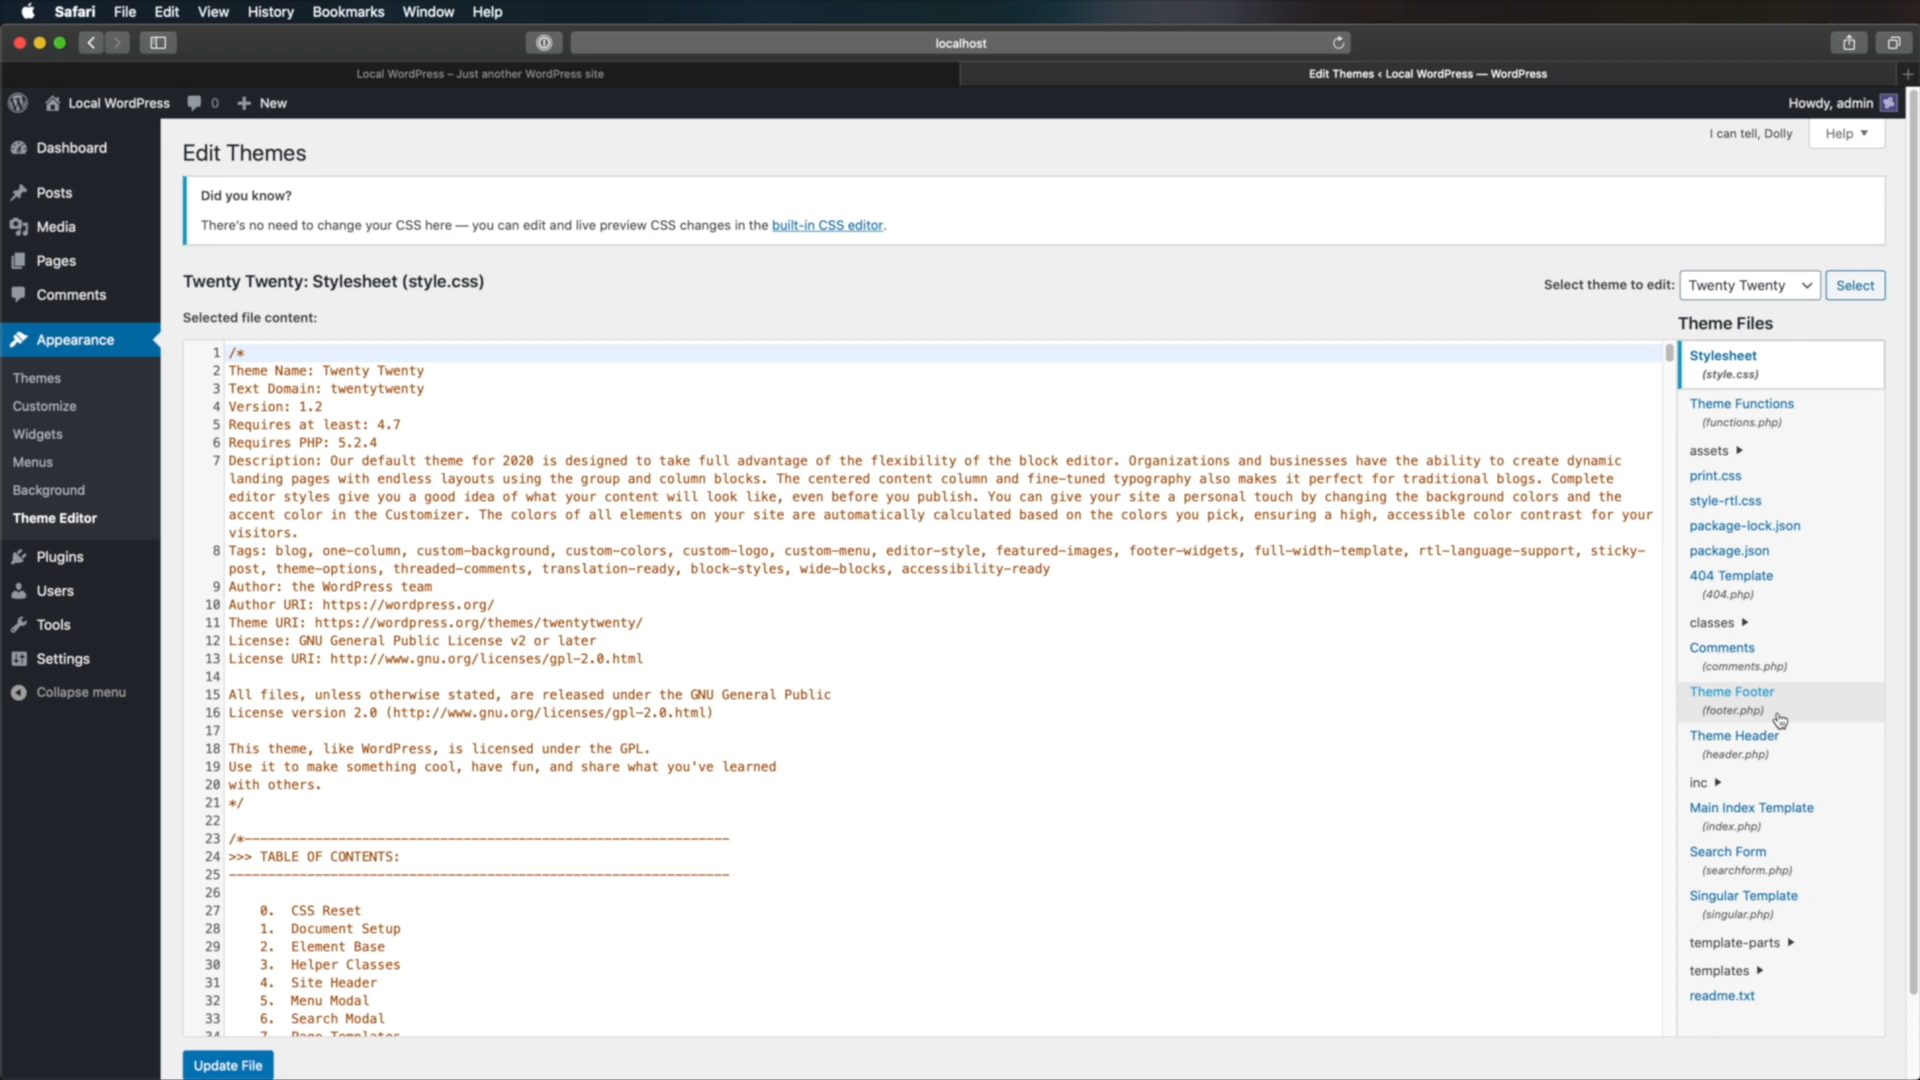 Safari File Edit View History Bookmarks Window Help
localhost
Local WordPress – Just another WordPress site
Edit Themes ‹ Local WordPress — WordPress
Local WordPress 0 New
Howdy, admin
Dashboard
Posts
Media
Pages
Comments
Appearance
Themes
Customize
Widgets
Menus
Background
Theme Editor
Plugins
Users
Tools
Settings
Collapse menu
I can tell, Dolly
Help
Edit Themes
Did you know?
There's no need to change your CSS here — you can edit and live preview CSS changes in the built-in CSS editor.
Twenty Twenty: Stylesheet (style.css)
Select theme to edit: Twenty Twenty Select
Selected file content:
1 /*
2 Theme Name: Twenty Twenty
3 Text Domain: twentytwenty
4 Version: 1.2
5 Requires at least: 4.7
6 Requires PHP: 5.2.4
7 Description: Our default theme for 2020 is designed to take full advantage of the flexibility of the block editor. Organizations and businesses have the ability to create dynamic
landing pages with endless layouts using the group and column blocks. The centered content column and fine-tuned typography also makes it perfect for traditional blogs. Complete
editor styles give you a good idea of what your content will look like, even before you publish. You can give your site a personal touch by changing the background colors and the
accent color in the Customizer. The colors of all elements on your site are automatically calculated based on the colors you pick, ensuring a high, accessible color contrast for your
visitors.
8 Tags: blog, one-column, custom-background, custom-colors, custom-logo, custom-menu, editor-style, featured-images, footer-widgets, full-width-template, rtl-language-support, sticky-
post, theme-options, threaded-comments, translation-ready, block-styles, wide-blocks, accessibility-ready
9 Author: the WordPress team
10 Author URI: https://wordpress.org/
11 Theme URI: https://wordpress.org/themes/twentytwenty/
12 License: GNU General Public License v2 or later
13 License URI: http://www.gnu.org/licenses/gpl-2.0.html
14
15 All files, unless otherwise stated, are released under the GNU General Public
16 License version 2.0 (http://www.gnu.org/licenses/gpl-2.0.html)
17
18 This theme, like WordPress, is licensed under the GPL.
19 Use it to make something cool, have fun, and share what you've learned
20 with others.
21 */
22
23 /*----------------------------------------------------------------
24 >>> TABLE OF CONTENTS:
25 ----------------------------------------------------------------
26
27 0. CSS Reset
28 1. Document Setup
29 2. Element Base
30 3. Helper Classes
31 4. Site Header
32 5. Menu Modal
33 6. Search Modal
34 7. Page Templates
Update File
Theme Files
Stylesheet
(style.css)
Theme Functions
(functions.php)
assets
print.css
style-rtl.css
package-lock.json
package.json
404 Template
(404.php)
classes
Comments
(comments.php)
Theme Footer
(footer.php)
Theme Header
(header.php)
inc
Main Index Template
(index.php)
Search Form
(searchform.php)
Singular Template
(singular.php)
template-parts
templates
readme.txt